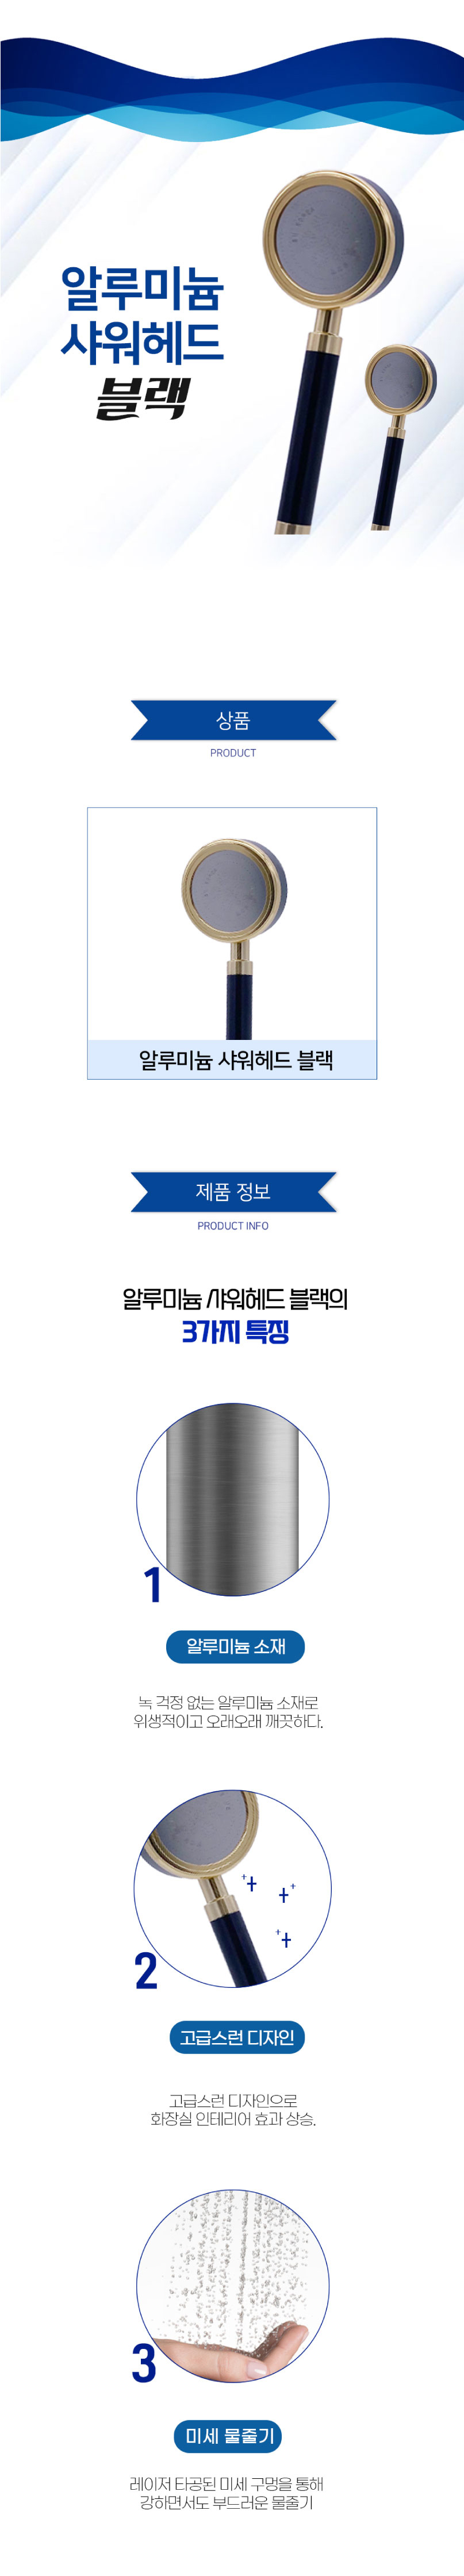 알루미늄
샤워헤드
블랙
상품
PRODUCT
알루미늄 샤워헤드 블랙
제품 정보
PRODUCT INFO
알루미늄 샤워헤드 블랙의
3가지 특징
1
알루미늄 소재
녹 걱정 없는 알루미늄 소재로
위생적이고 오래오래 깨끗하다.
2
고급스런 디자인
고급스런 디자인으로
화장실 인테리어 효과 상승.
3
미세 물줄기
레이저 타공된 미세 구멍을 통해
강하면서도 부드러운 물줄기